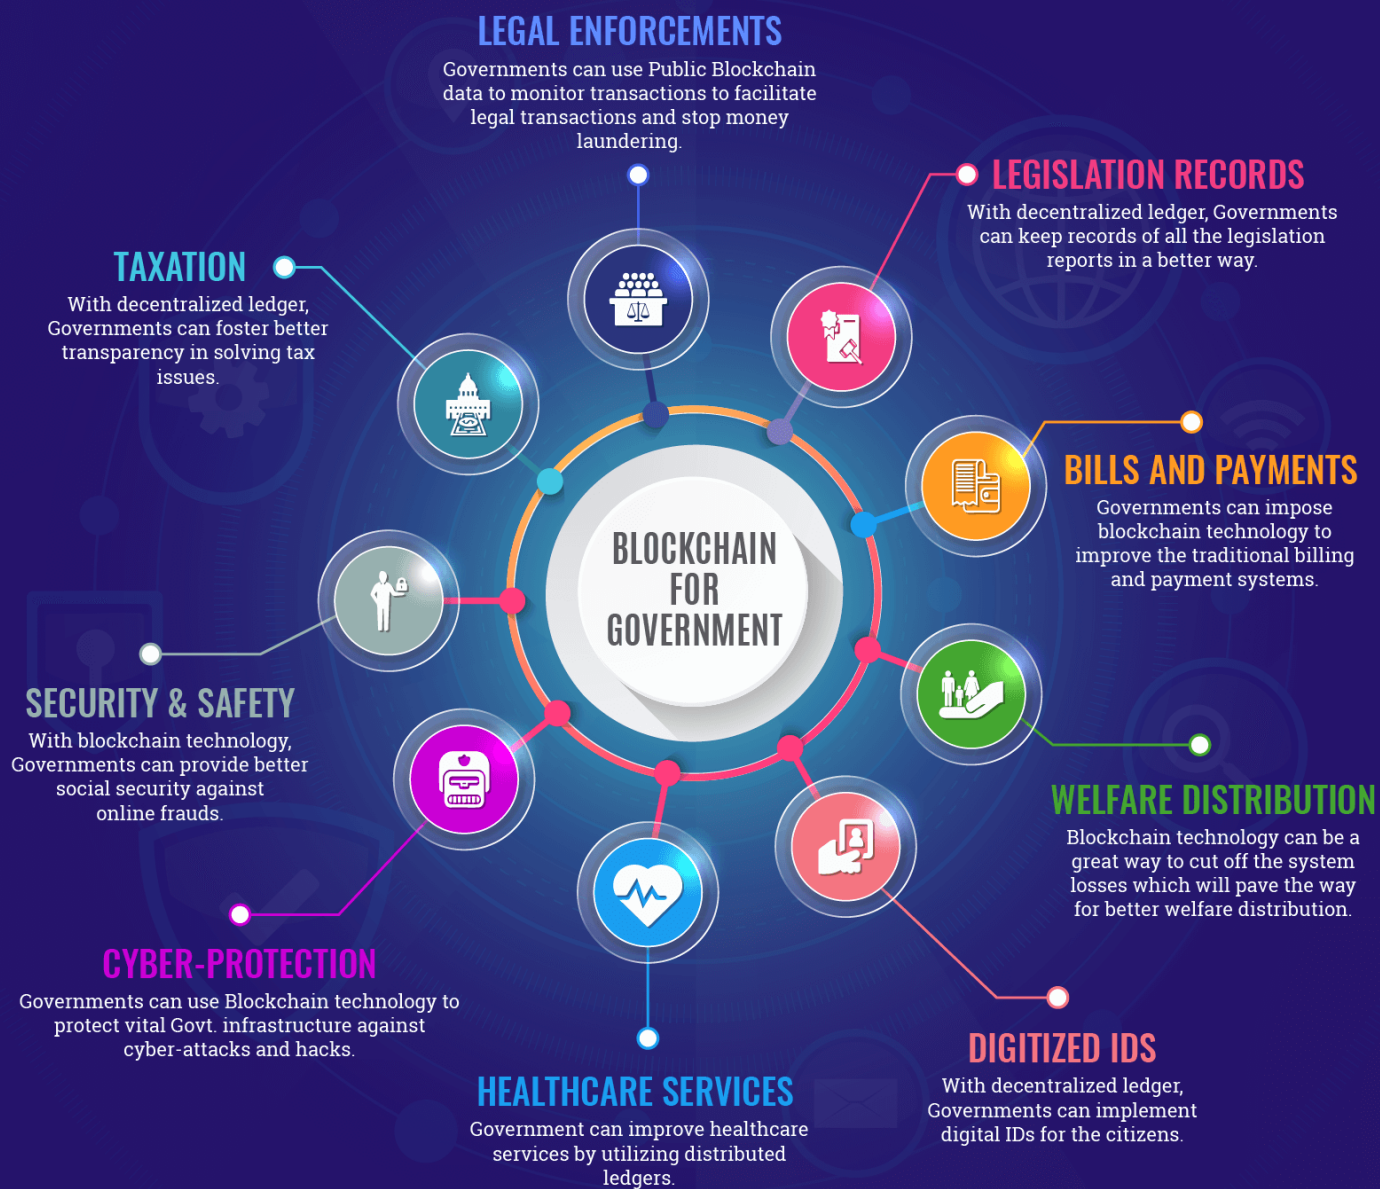 LEGAL ENFORCEMENTS
Governments can use Public Blockchain
data to monitor transactions to facilitate
legal transactions and stop money
laundering.
LEGISLATION RECORDS
With decentralized ledger, Governments
can keep records of all the legislation
reports in a better way.
TAXATION
With decentralized ledger,
Governments can foster better
transparency in solving tax
issues.
BILLS AND PAYMENTS
Governments can impose
blockchain technology to
improve the traditional billing
and payment systems.
BLOCKCHAIN
FOR
GOVERNMENT
SECURITY & SAFETY
With blockchain technology,
Governments can provide better
social security against
online frauds.
WELFARE DISTRIBUTION
Blockchain technology can be a
great way to cut off the system
losses which will pave the way
for better welfare distribution.
CYBER-PROTECTION
Governments can use Blockchain technology to
protect vital Govt. infrastructure against
cyber-attacks and hacks.
DIGITIZED IDS
With decentralized ledger,
Governments can implement
digital IDs for the citizens.
HEALTHCARE SERVICES
Government can improve healthcare
services by utilizing distributed
ledgers.